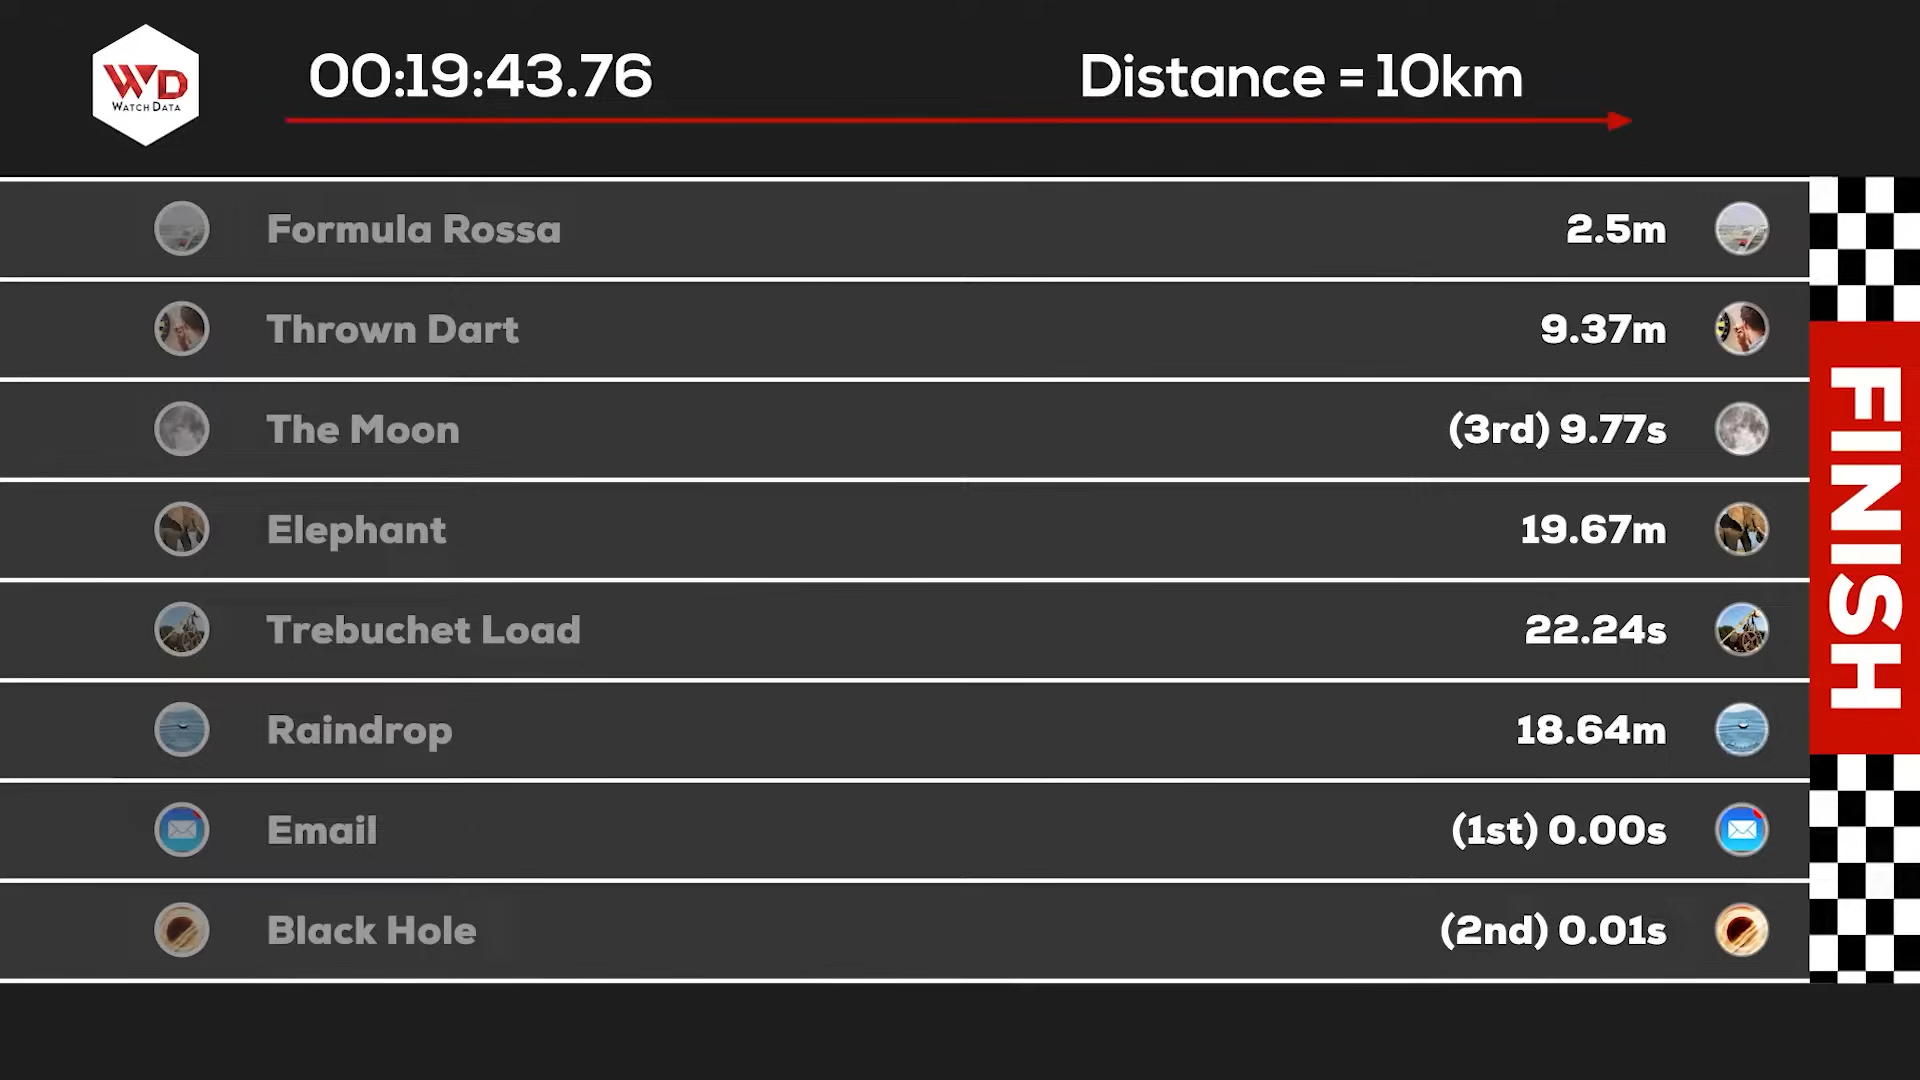 WD
WATCH DATA
00:19:43.76
Distance = 10km
Formula Rossa
2.5m
Thrown Dart
9.37m
The Moon
(3rd) 9.77s
Elephant
19.67m
Trebuchet Load
22.24s
Raindrop
18.64m
Email
(1st) 0.00s
Black Hole
(2nd) 0.01s
FINISH